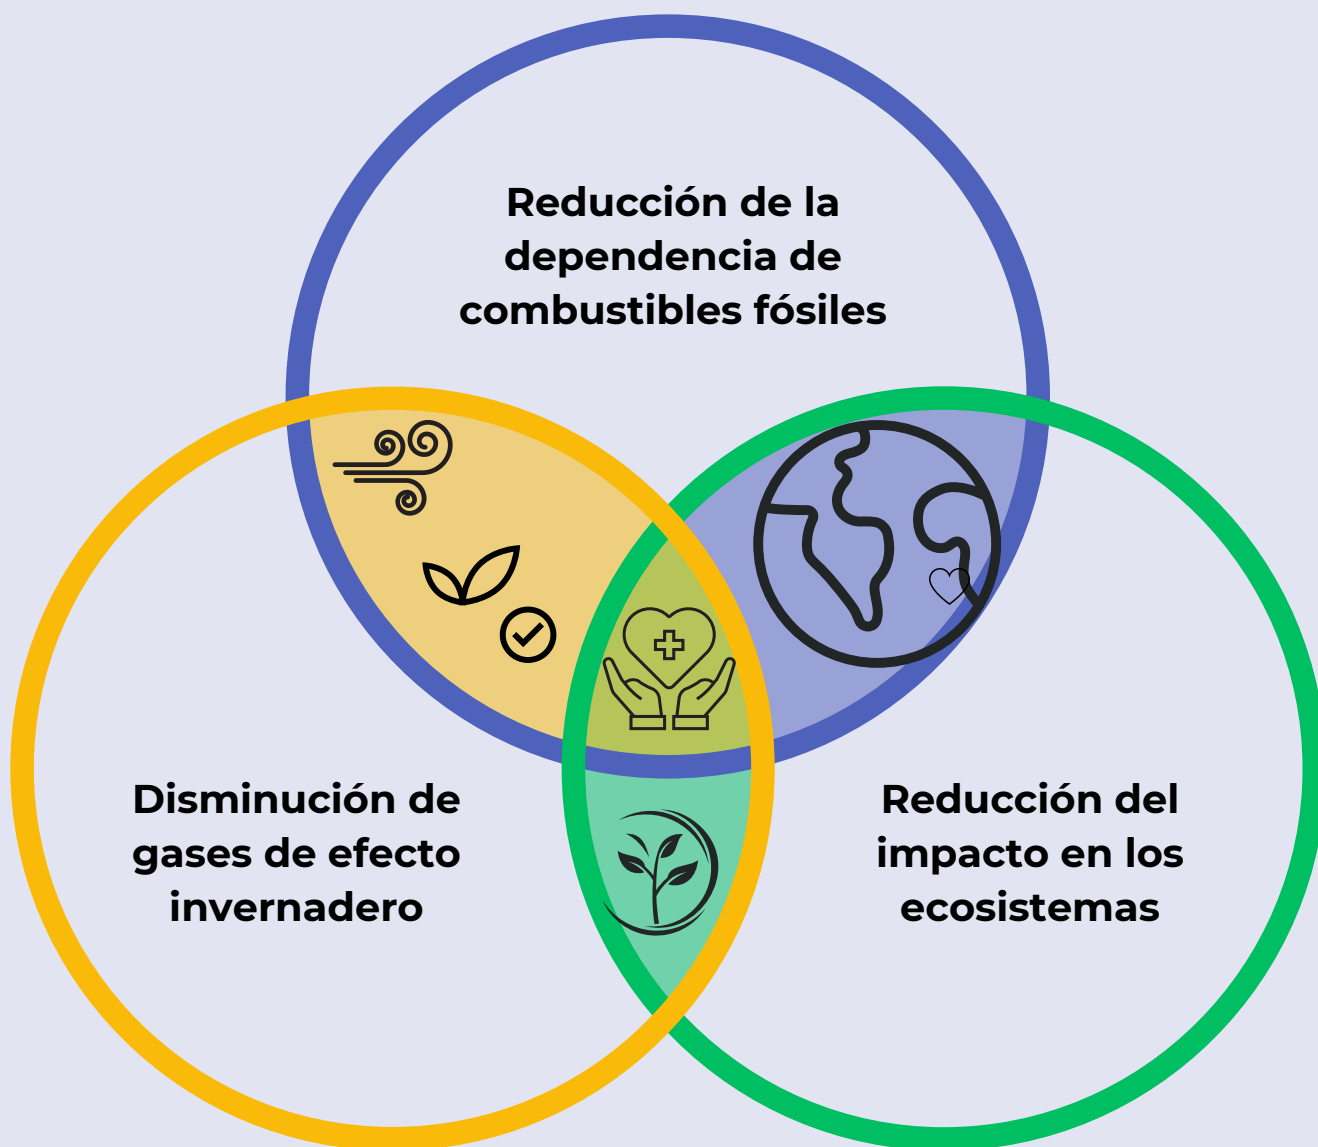 Reducción de la
dependencia de
combustibles fósiles
Disminución de
gases de efecto
invernadero
Reducción del
impacto en los
ecosistemas